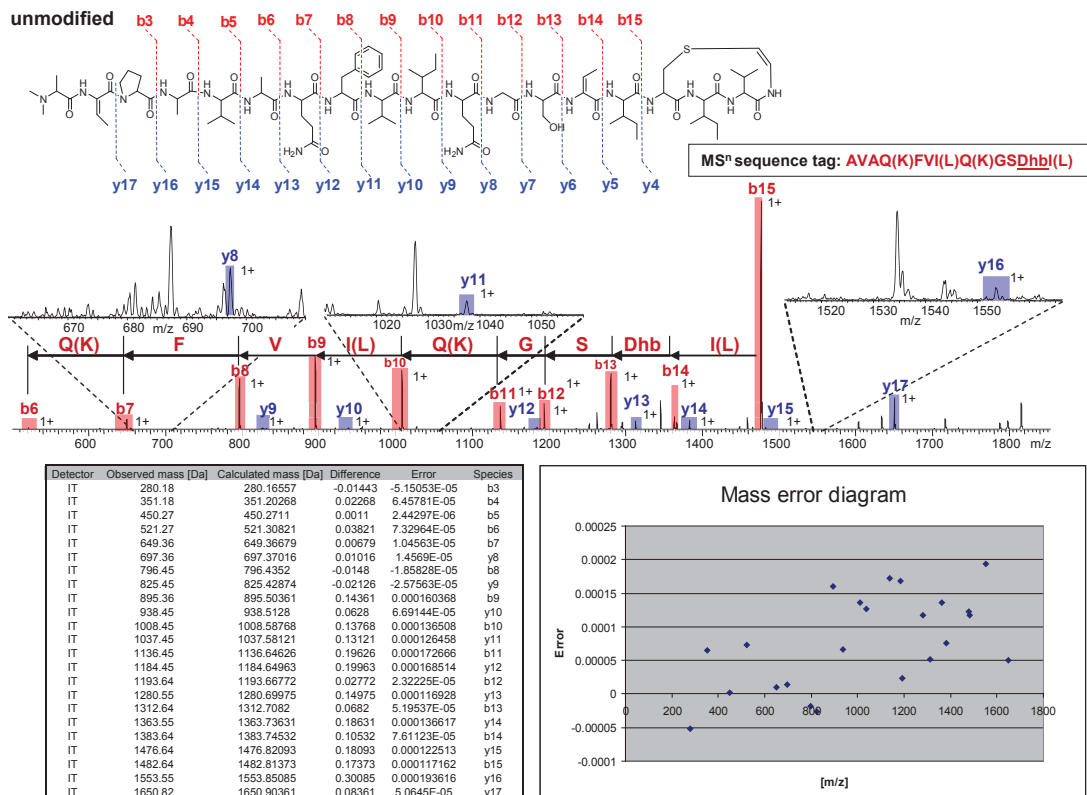 unmodified
b3 b4 b5 b6 b7 b8 b9 b10 b11 b12 b13 b14 b15
S
O H N O O H N O O H N O O H N O O H N O O H N O O H N O O H N O O H N O
N N H O N N H O N H O N H O N H O N H O N H O N H O N H O NH
OH
H₂N O H₂N O
y17 y16 y15 y14 y13 y12 y11 y10 y9 y8 y7 y6 y5 y4
MSⁿ sequence tag: AVAQ(K)FVI(L)Q(K)GSDhbI(L)
b15
1+
y8 1+
y11 1+
y16
1+
670 680 690 700
m/z
1020 1030 m/z 1040 1050
1520 1530 1540 1550
m/z
Q(K) F V b9 I(L) Q(K) G S Dhb I(L)
1+
b8 1+
b10 1+
b13 1+
b14 1+
b6 1+
b7 1+
y9 1+
y10 1+
b11 1+
y12 1+
b12 1+
y13 1+
y14 1+
y15 1+
y17
1+
600 700 800 900 1000 1100 1200 1300 1400 1500 1600 1700 1800 m/z
Detector Observed mass [Da] Calculated mass [Da] Difference Error Species
IT 280.18 280.16557 -0.01443 -5.15053E-05 b3
IT 351.18 351.20268 0.02268 6.45781E-05 b4
IT 450.27 450.2711 0.0011 2.44297E-06 b5
IT 521.27 521.30821 0.03821 7.32964E-05 b6
IT 649.36 649.36679 0.00679 1.04563E-05 b7
IT 697.36 697.37016 0.01016 1.4569E-05 y8
IT 796.45 796.4352 -0.0148 -1.85828E-05 b8
IT 825.45 825.42874 -0.02126 -2.57563E-05 y9
IT 895.36 895.50361 0.14361 0.000160368 b9
IT 938.45 938.5128 0.0628 6.69144E-05 y10
IT 1008.45 1008.58768 0.13768 0.000136508 b10
IT 1037.45 1037.58121 0.13121 0.000126458 y11
IT 1136.45 1136.64626 0.19626 0.000172666 b11
IT 1184.45 1184.64963 0.19963 0.000168514 y12
IT 1193.64 1193.66772 0.02772 2.32225E-05 b12
IT 1280.55 1280.69975 0.14975 0.000116928 y13
IT 1312.64 1312.7082 0.0682 5.19537E-05 b13
IT 1363.55 1363.73631 0.18631 0.000136617 y14
IT 1383.64 1383.74532 0.10532 7.61123E-05 b14
IT 1476.64 1476.82093 0.18093 0.000122513 y15
IT 1482.64 1482.81373 0.17373 0.000117162 b15
IT 1553.55 1553.85085 0.30085 0.000193616 y16
IT 1650.82 1650.90361 0.08361 5.0645E-05 y17
Mass error diagram
0.00025
0.0002
0.00015
0.0001
0.00005
0
-0.00005
-0.0001
0 200 400 600 800 1000 1200 1400 1600 1800
Error
[m/z]